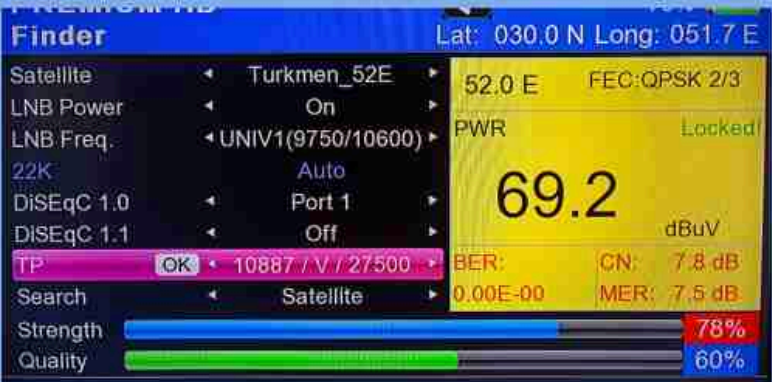 Finder Lat: 030.0 N Long: 051.7 E
Satellite Turkmen_52E
LNB Power On
LNB Freq. UNIV1(9750/10600)
22K Auto
DiSEqC 1.0 Port 1
DiSEqC 1.1 Off
TP OK 10887 / V / 27500
Search Satellite
52.0 E FEC:QPSK 2/3
PWR Locked!
69.2
dBuV
BER: CN: 7.8 dB
0.00E-00 MER: 7.5 dB
Strength 78%
Quality 60%